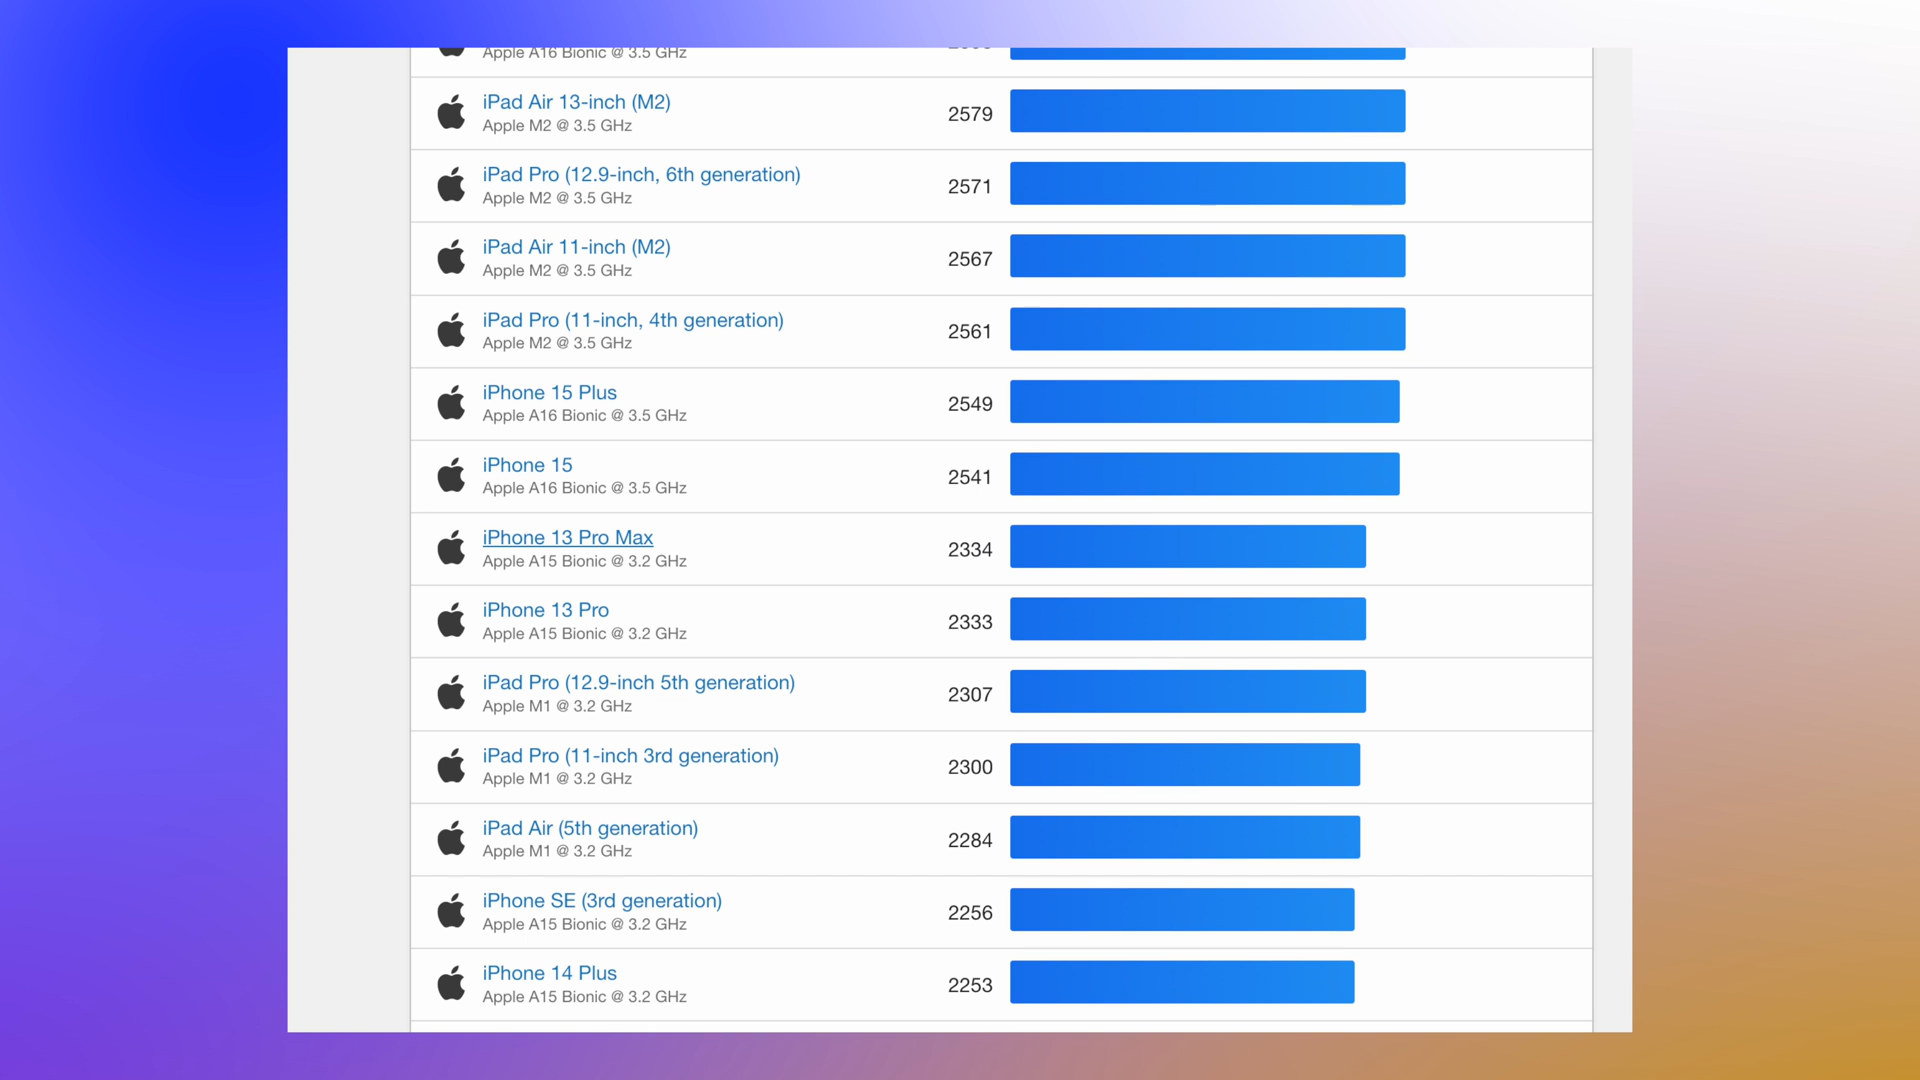 Apple A16 Bionic @ 3.5 GHz
iPad Air 13-inch (M2)
Apple M2 @ 3.5 GHz
2579
iPad Pro (12.9-inch, 6th generation)
Apple M2 @ 3.5 GHz
2571
iPad Air 11-inch (M2)
Apple M2 @ 3.5 GHz
2567
iPad Pro (11-inch, 4th generation)
Apple M2 @ 3.5 GHz
2561
iPhone 15 Plus
Apple A16 Bionic @ 3.5 GHz
2549
iPhone 15
Apple A16 Bionic @ 3.5 GHz
2541
iPhone 13 Pro Max
Apple A15 Bionic @ 3.2 GHz
2334
iPhone 13 Pro
Apple A15 Bionic @ 3.2 GHz
2333
iPad Pro (12.9-inch 5th generation)
Apple M1 @ 3.2 GHz
2307
iPad Pro (11-inch 3rd generation)
Apple M1 @ 3.2 GHz
2300
iPad Air (5th generation)
Apple M1 @ 3.2 GHz
2284
iPhone SE (3rd generation)
Apple A15 Bionic @ 3.2 GHz
2256
iPhone 14 Plus
Apple A15 Bionic @ 3.2 GHz
2253